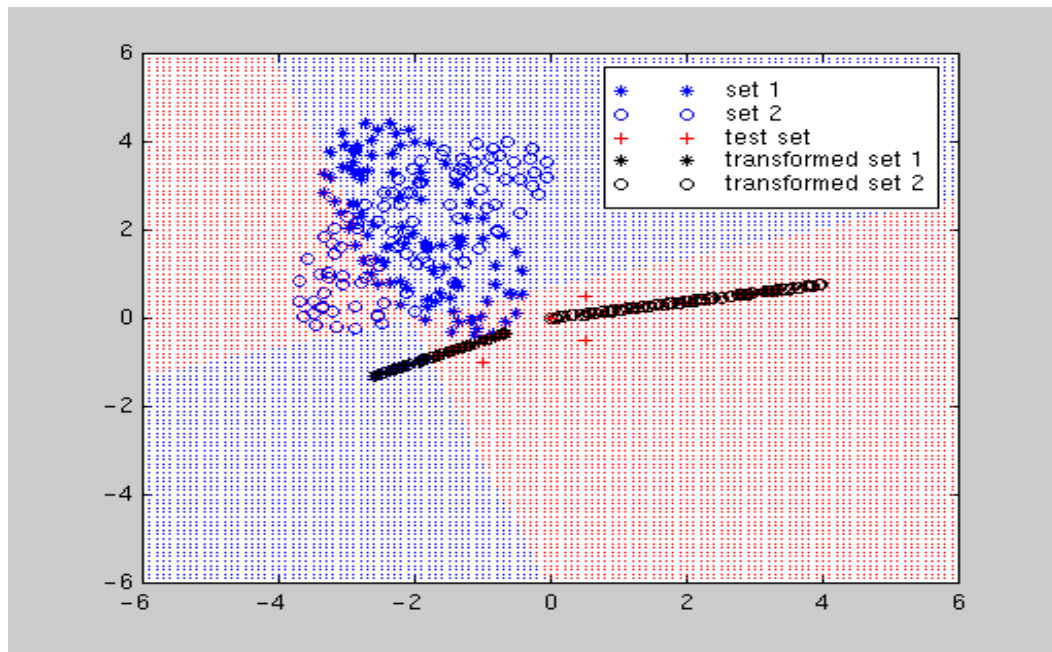 6
4
2
0
−2
−4
−6
−6 −4 −2 0 2 4 6
set 1
set 2
test set
transformed set 1
transformed set 2